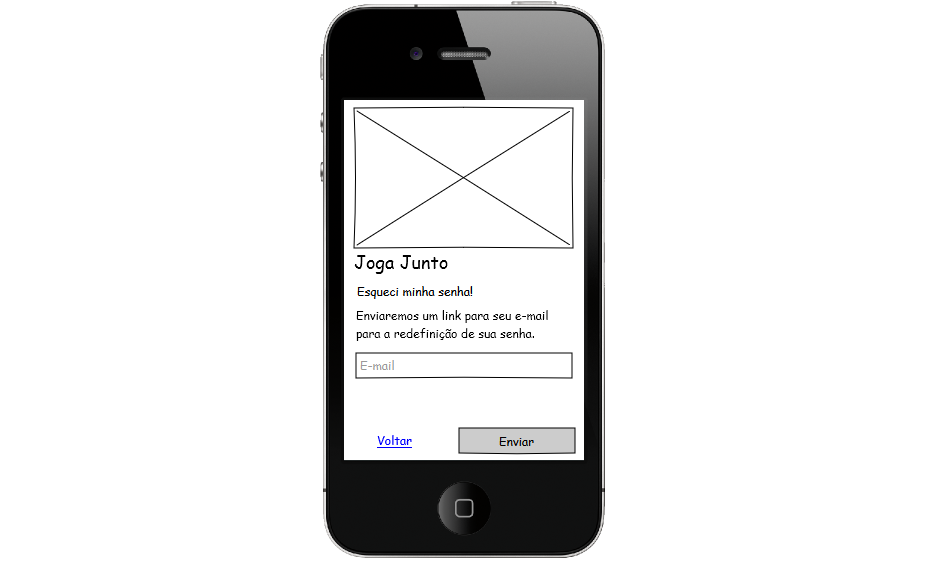 Joga Junto
Esqueci minha senha!
Enviaremos um link para seu e-mail
para a redefinição de sua senha.
E-mail
Voltar
Enviar